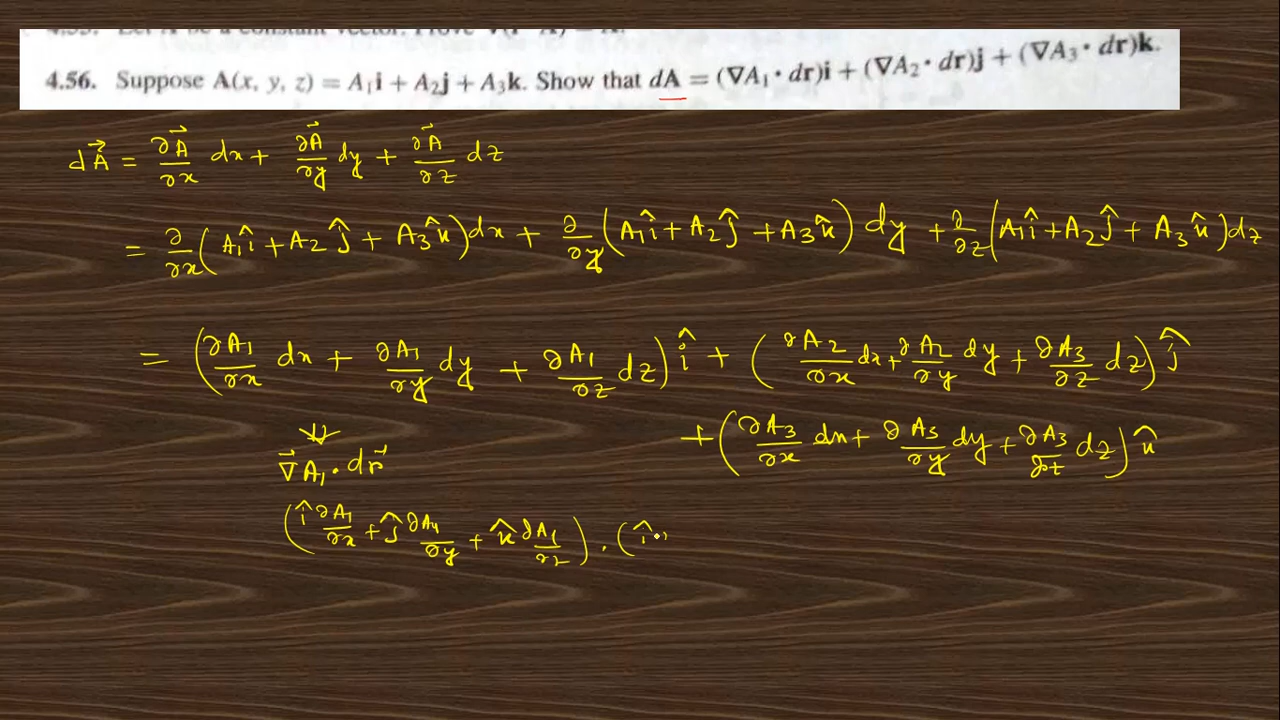 4.56. Suppose A(x, y, z) = A₁i + A₂j + A₃k. Show that dA = (∇A₁ • dr)i + (∇A₂ • dr)j + (∇A₃ • dr)k.
dA⃗ = ∂A⃗/∂x dx + ∂A⃗/∂y dy + ∂A⃗/∂z dz
= ∂/∂x (A₁î + A₂ĵ + A₃k̂)dx + ∂/∂y (A₁î + A₂ĵ + A₃k̂) dy + ∂/∂z (A₁î + A₂ĵ + A₃k̂)dz
= (∂A₁/∂x dx + ∂A₁/∂y dy + ∂A₁/∂z dz) î + (∂A₂/∂x dx + ∂A₂/∂y dy + ∂A₃/∂z dz) ĵ
+ (∂A₃/∂x dx + ∂A₃/∂y dy + ∂A₃/∂z dz) k̂
⇓
∇⃗A₁ · dr⃗
(î ∂A₁/∂x + ĵ ∂A₁/∂y + k̂ ∂A₁/∂z) · (î